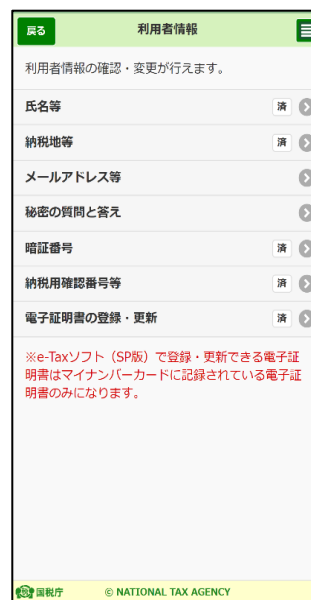 戻る 利用者情報
利用者情報の確認・変更が行えます。
氏名等 済
納税地等 済
メールアドレス等
秘密の質問と答え
暗証番号 済
納税用確認番号等 済
電子証明書の登録・更新 済
※e-Taxソフト（SP版）で登録・更新できる電子証
明書はマイナンバーカードに記録されている電子証
明書のみになります。
国税庁 © NATIONAL TAX AGENCY